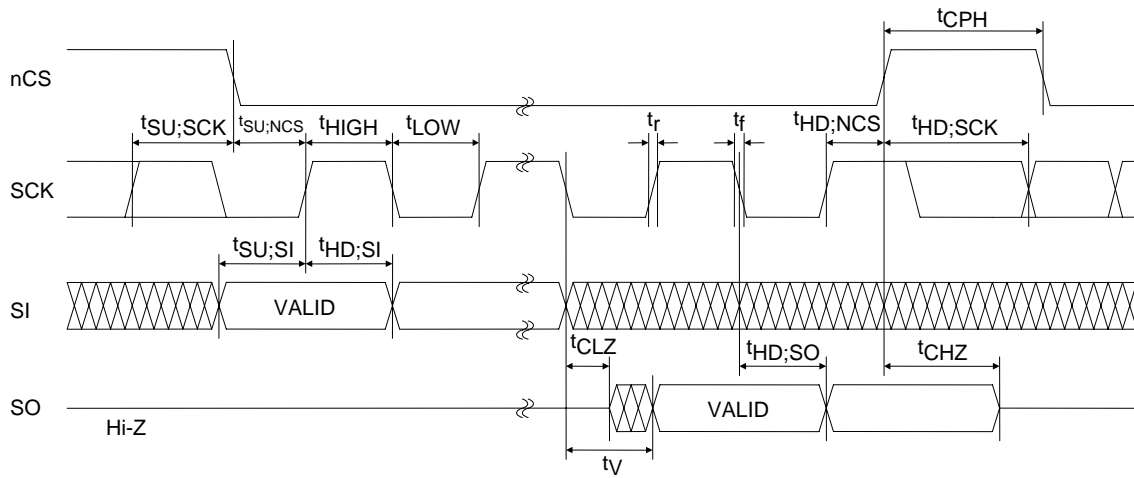 tCPH
nCS
tSU;SCK tSU;NCS tHIGH tLOW tr tf tHD;NCS tHD;SCK
SCK
tSU;SI tHD;SI
SI VALID
tCLZ tHD;SO tCHZ
SO VALID
Hi-Z
tV